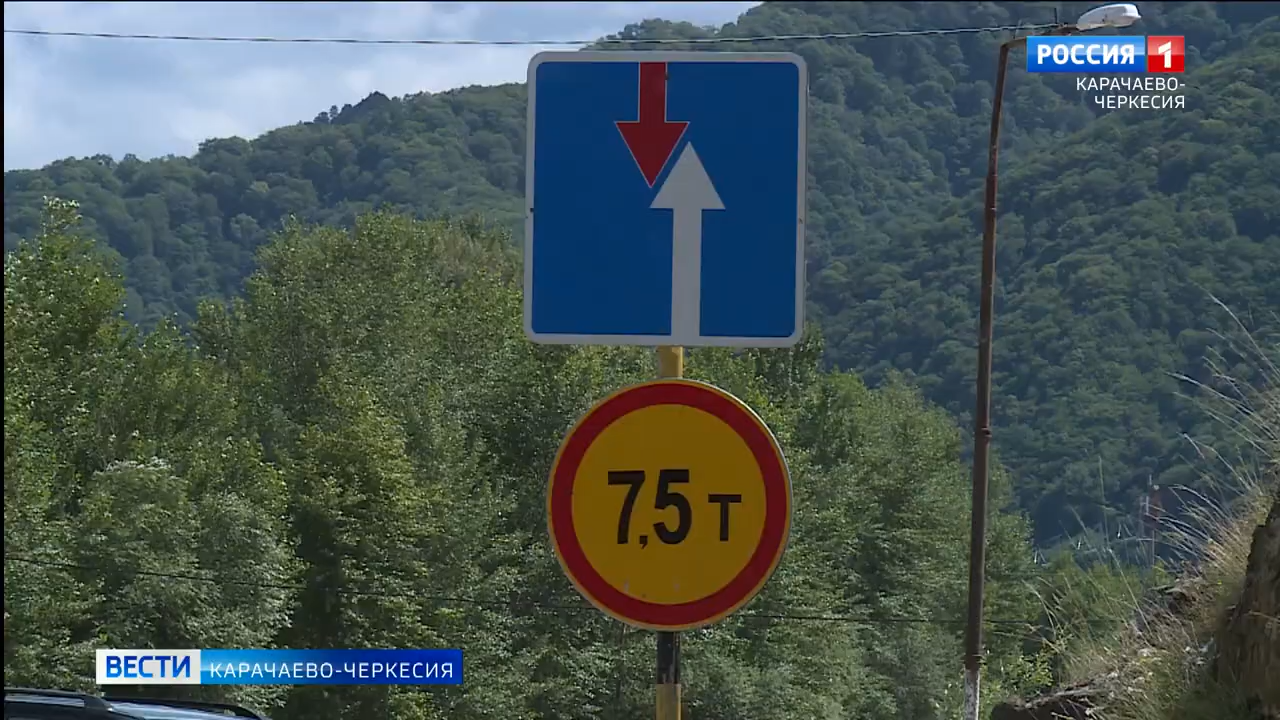 РОССИЯ 1
КАРАЧАЕВО-
ЧЕРКЕСИЯ
7,5 Т
ВЕСТИ КАРАЧАЕВО-ЧЕРКЕСИЯ